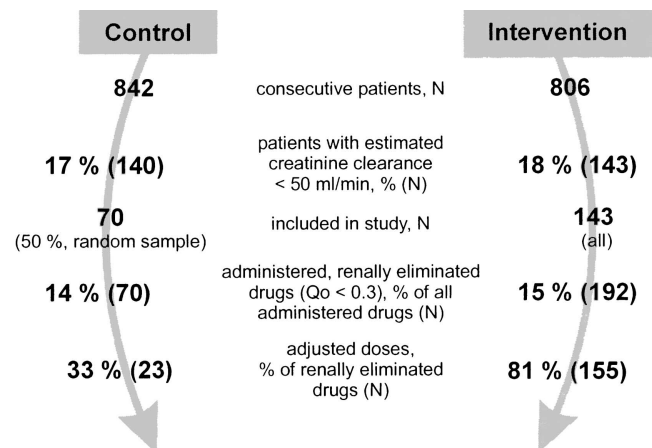 Control
Intervention
842
consecutive patients, N
806
17 % (140)
patients with estimated
creatinine clearance
< 50 ml/min, % (N)
18 % (143)
70
(50 %, random sample)
included in study, N
143
(all)
14 % (70)
administered, renally eliminated
drugs (Qo < 0.3), % of all
administered drugs (N)
15 % (192)
33 % (23)
adjusted doses,
% of renally eliminated
drugs (N)
81 % (155)